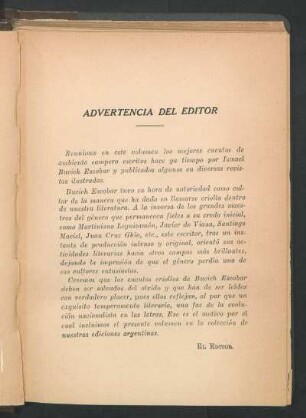 ADVERTENCIA DEL EDITOR
Reunimos en este volumen los mejores cuentos de
ambiente campero escritos hace ya tiempo por Ismael
Bucich Escobar y publicados algunos en diversas revis-
tas ilustradas.
Bucich Escobar tuvo su hora de notoriedad como cul-
tor de la manera que ha dado en llamarse criolla dentro
de nuestra literatura. A la inversa de los grandes maes-
tros del género que permanecen fieles a su credo inicial,
como Martiniano Leguizamón, Javier de Viana, Santiago
Maciel, Juan Cruz Ghio, etc., este escritor, tras un ins-
tante de producción intensa y original, orientó sus ac-
tividades literarias hacia otros campos más brillantes,
dejando la impresión de que el género perdía uno de
sus cultores entusiastas.
Creemos que los cuentos criollos de Bucich Escobar
deben ser salvados del olvido y que han de ser leídos
con verdadero placer, pues ellos reflejan, al par que un
exquisito temperamento literario, una faz de la evolu-
ción nacionalista en las letras. Ese es el motivo por el
cual incluimos el presente volumen en la colección de
nuestras ediciones argentinas.
EL EDITOR.